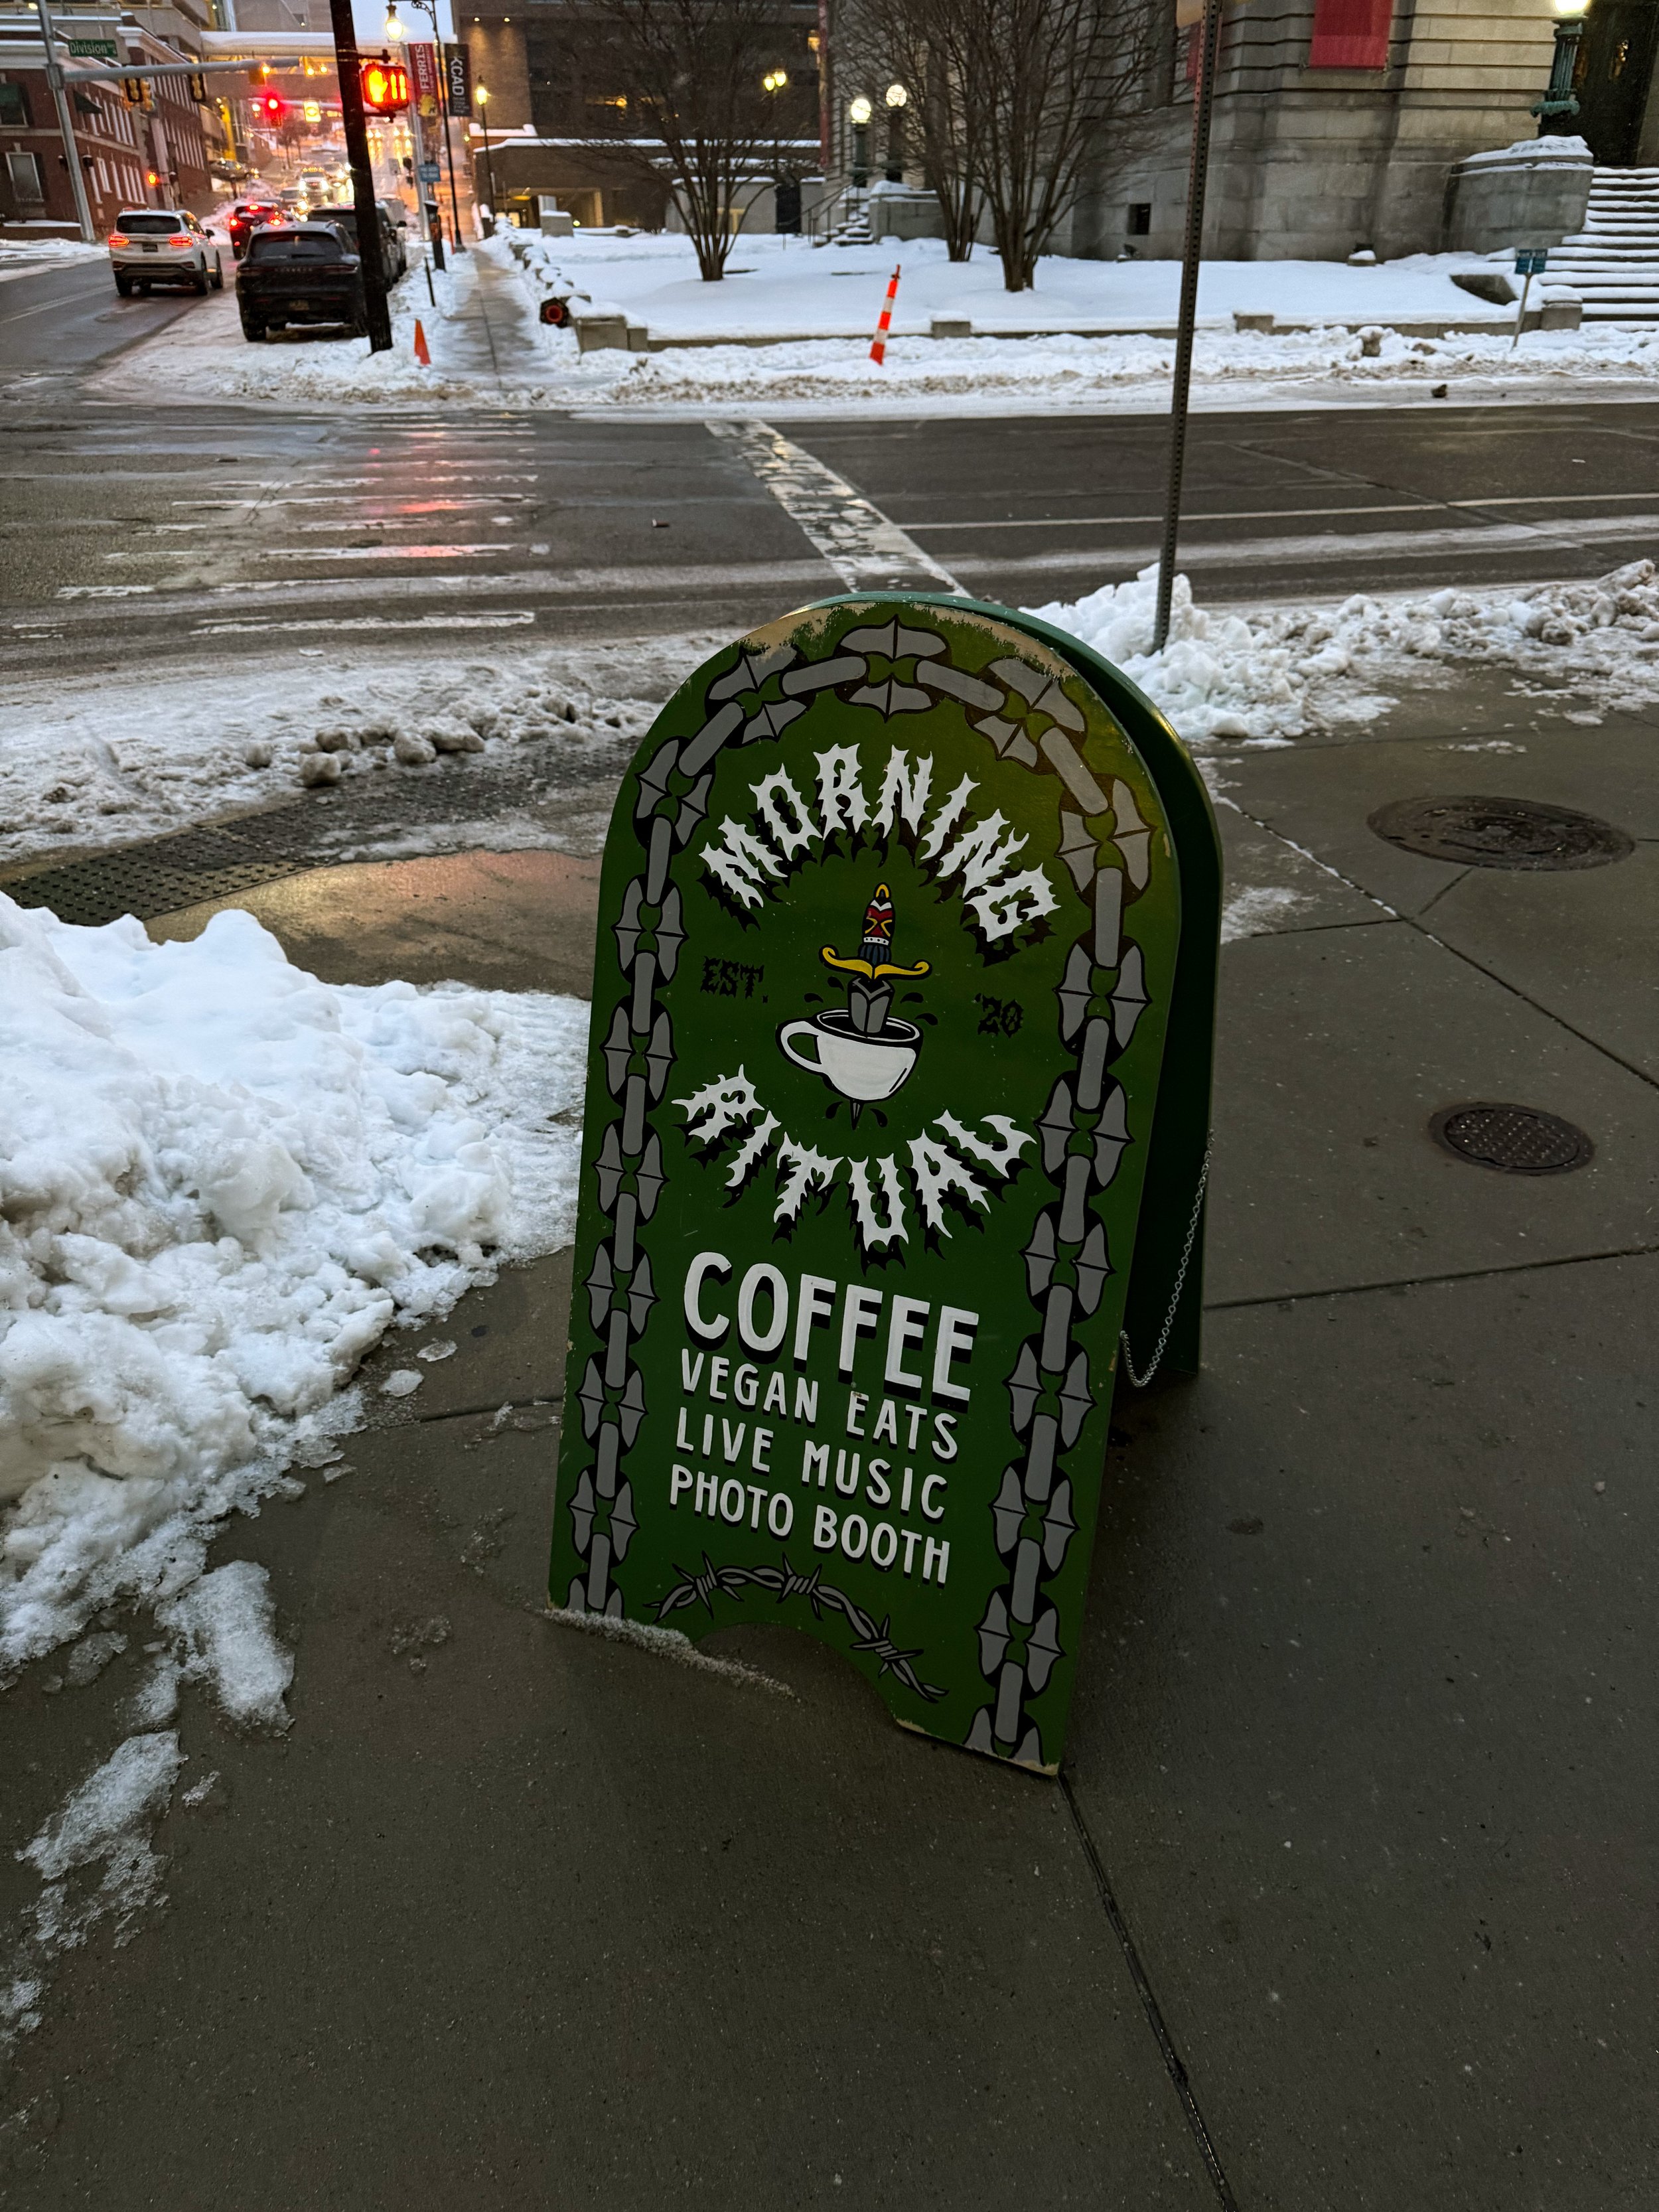 Division
FERRIS
KCAD
MORNING
EST. '20
RITUAL
COFFEE
VEGAN EATS
LIVE MUSIC
PHOTO BOOTH